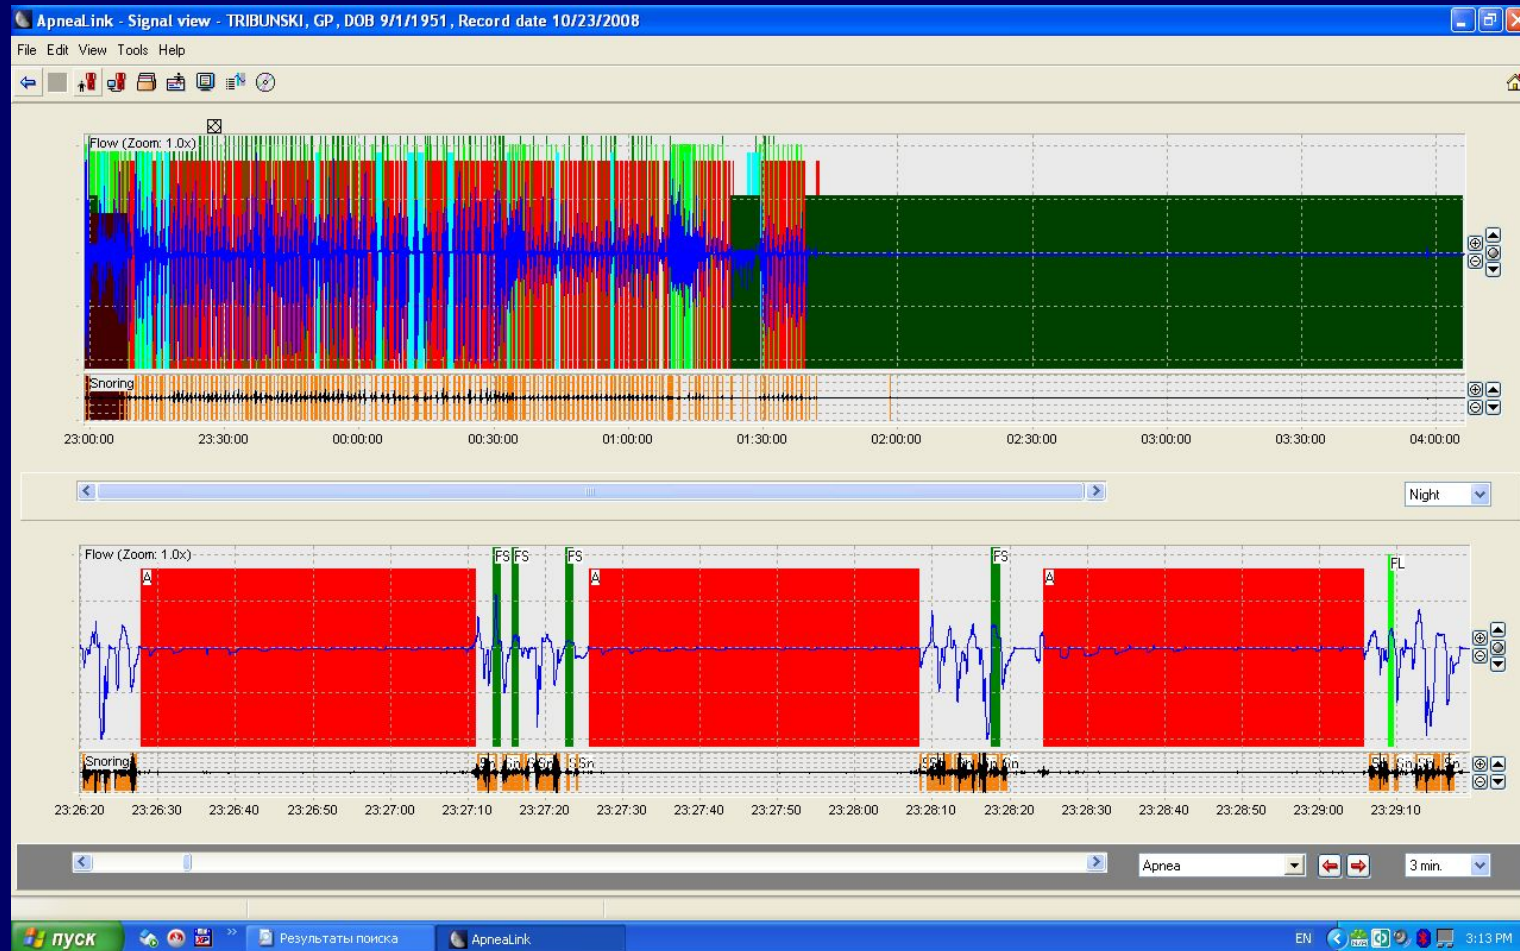 ApneaLink - Signal view - TRIBUNSKI, GP, DOB 9/1/1951, Record date 10/23/2008
File Edit View Tools Help
Flow (Zoom: 1.0x)
Snoring
23:00:00 23:30:00 00:00:00 00:30:00 01:00:00 01:30:00 02:00:00 02:30:00 03:00:00 03:30:00 04:00:00
Night
Flow (Zoom: 1.0x) FS FS FS FS
FL
A A A
Snoring Sn Sn Sn Sn Sn Sn
23:26:20 23:26:30 23:26:40 23:26:50 23:27:00 23:27:10 23:27:20 23:27:30 23:27:40 23:27:50 23:28:00 23:28:10 23:28:20 23:28:30 23:28:40 23:28:50 23:29:00 23:29:10
Apnea 3 min.
пуск Результаты поиска ApneaLink EN 3:13 PM